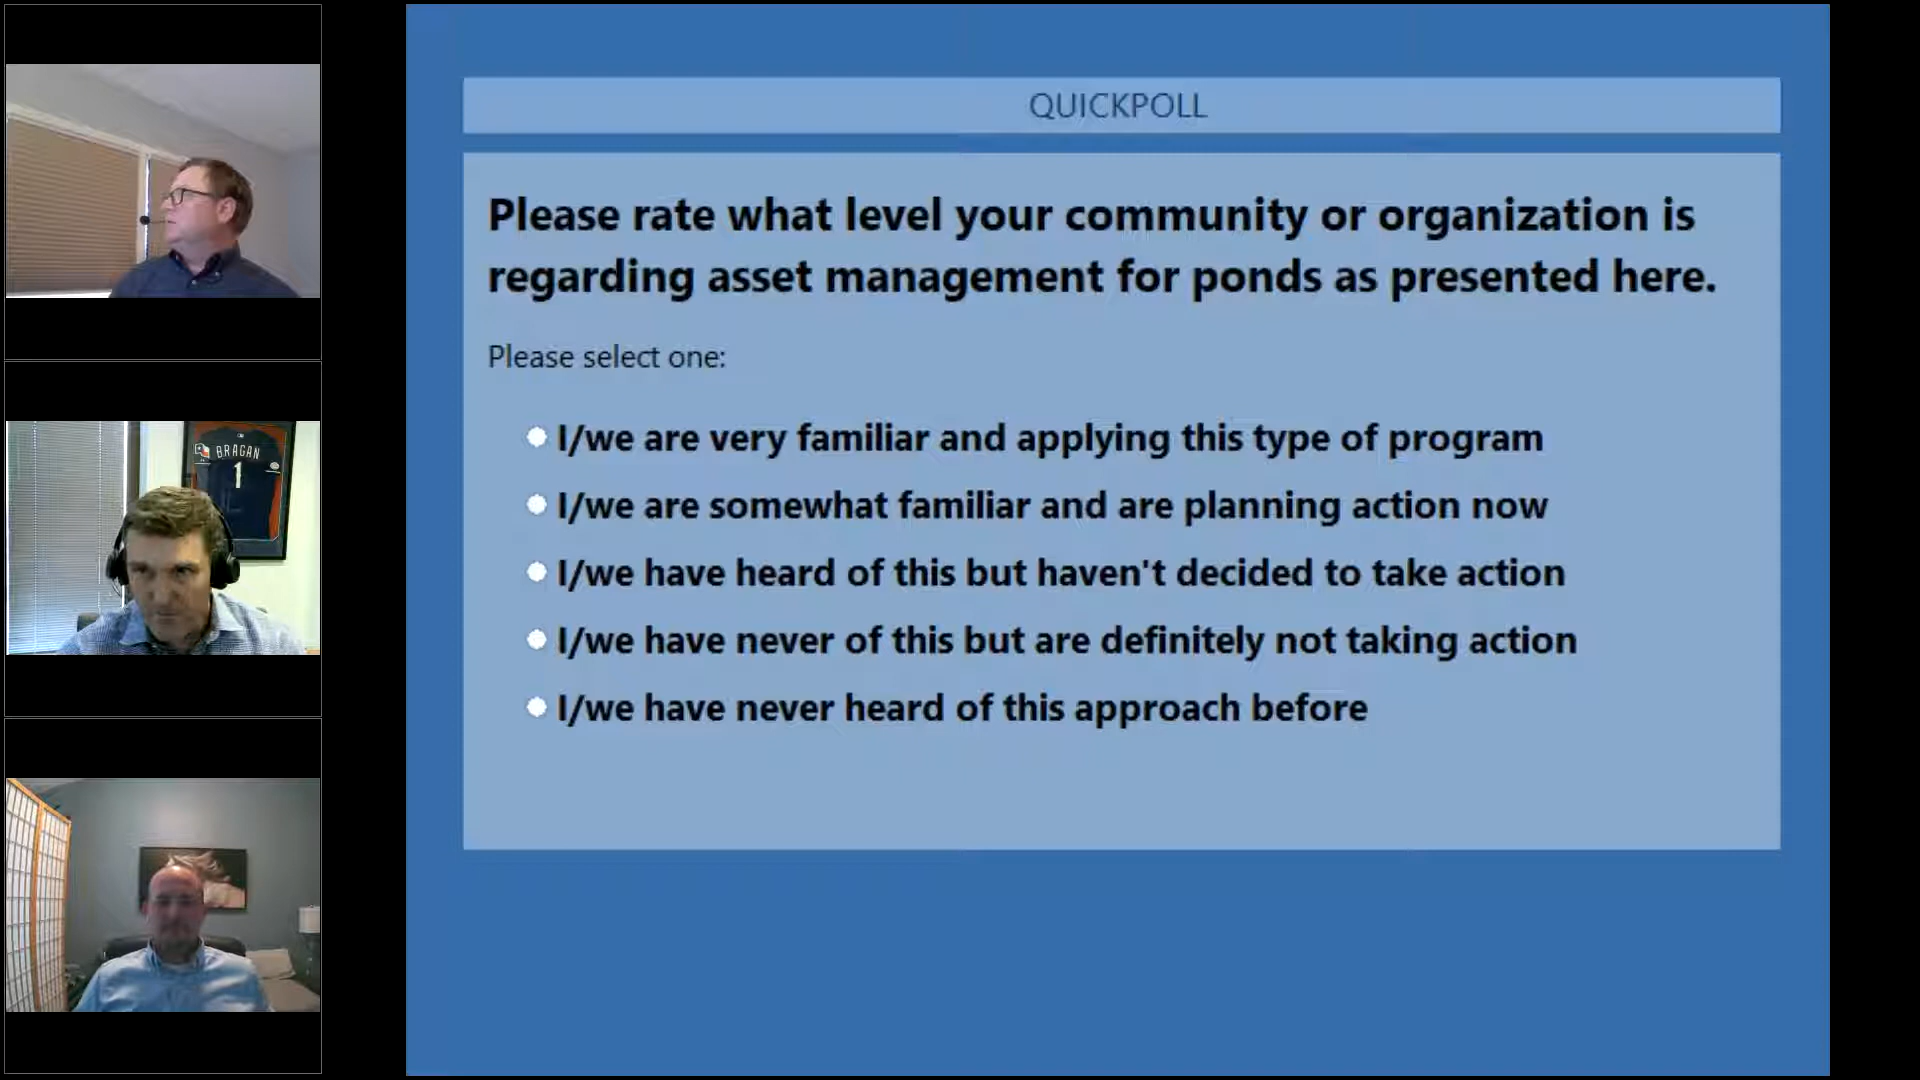 BRAGAN
1
QUICKPOLL
Please rate what level your community or organization is
regarding asset management for ponds as presented here.
Please select one:
I/we are very familiar and applying this type of program
I/we are somewhat familiar and are planning action now
I/we have heard of this but haven't decided to take action
I/we have never of this but are definitely not taking action
I/we have never heard of this approach before